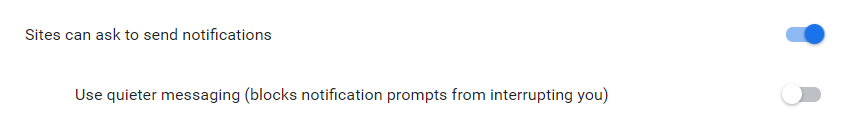 Sites can ask to send notifications
Use quieter messaging (blocks notification prompts from interrupting you)